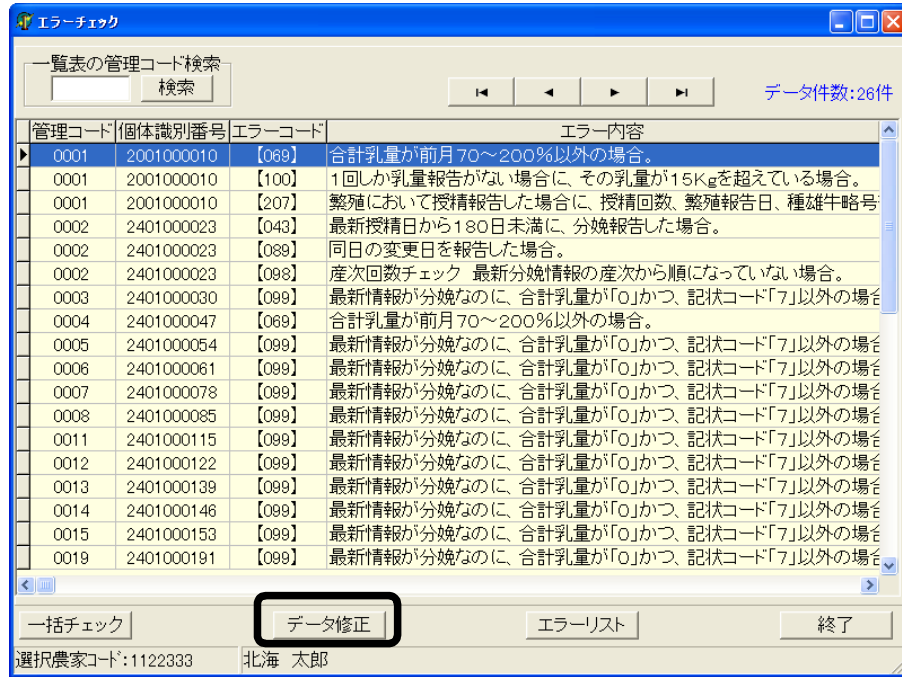 エラーチェック
一覧表の管理コード検索
検索
データ件数:26件
管理コード 個体識別番号 エラーコード エラー内容
0001 2001000010 【069】 合計乳量が前月70～200%以外の場合。
0001 2001000010 【100】 1回しか乳量報告がない場合に、その乳量が15Kgを超えている場合。
0001 2001000010 【207】 繁殖において授精報告した場合に、授精回数、繁殖報告日、種雄牛略号
0002 2401000023 【043】 最新授精日から180日未満に、分娩報告した場合。
0002 2401000023 【089】 同日の変更日を報告した場合。
0002 2401000023 【098】 産次回数チェック 最新分娩情報の産次から順になっていない場合。
0003 2401000030 【099】 最新情報が分娩なのに、合計乳量が「0」かつ、記状コード「7」以外の場合
0004 2401000047 【069】 合計乳量が前月70～200%以外の場合。
0005 2401000054 【099】 最新情報が分娩なのに、合計乳量が「0」かつ、記状コード「7」以外の場合
0006 2401000061 【099】 最新情報が分娩なのに、合計乳量が「0」かつ、記状コード「7」以外の場合
0007 2401000078 【099】 最新情報が分娩なのに、合計乳量が「0」かつ、記状コード「7」以外の場合
0008 2401000085 【099】 最新情報が分娩なのに、合計乳量が「0」かつ、記状コード「7」以外の場合
0011 2401000115 【099】 最新情報が分娩なのに、合計乳量が「0」かつ、記状コード「7」以外の場合
0012 2401000122 【099】 最新情報が分娩なのに、合計乳量が「0」かつ、記状コード「7」以外の場合
0013 2401000139 【099】 最新情報が分娩なのに、合計乳量が「0」かつ、記状コード「7」以外の場合
0014 2401000146 【099】 最新情報が分娩なのに、合計乳量が「0」かつ、記状コード「7」以外の場合
0015 2401000153 【099】 最新情報が分娩なのに、合計乳量が「0」かつ、記状コード「7」以外の場合
0019 2401000191 【099】 最新情報が分娩なのに、合計乳量が「0」かつ、記状コード「7」以外の場合
一括チェック データ修正 エラーリスト 終了
選択農家コード:1122333 北海 太郎